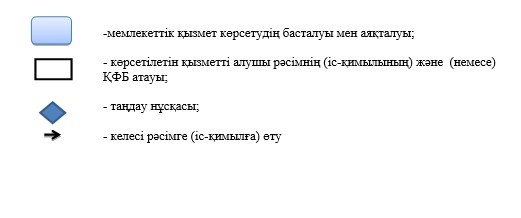 -мемлекеттік қызмет көрсетудің басталуы мен аяқталуы;
- көрсетілетін қызметті алушы рәсімнің (іс-қимылының) және (немесе)
ҚФБ атауы;
- таңдау нұсқасы;
- келесі рәсімге (іс-қимылға) өту